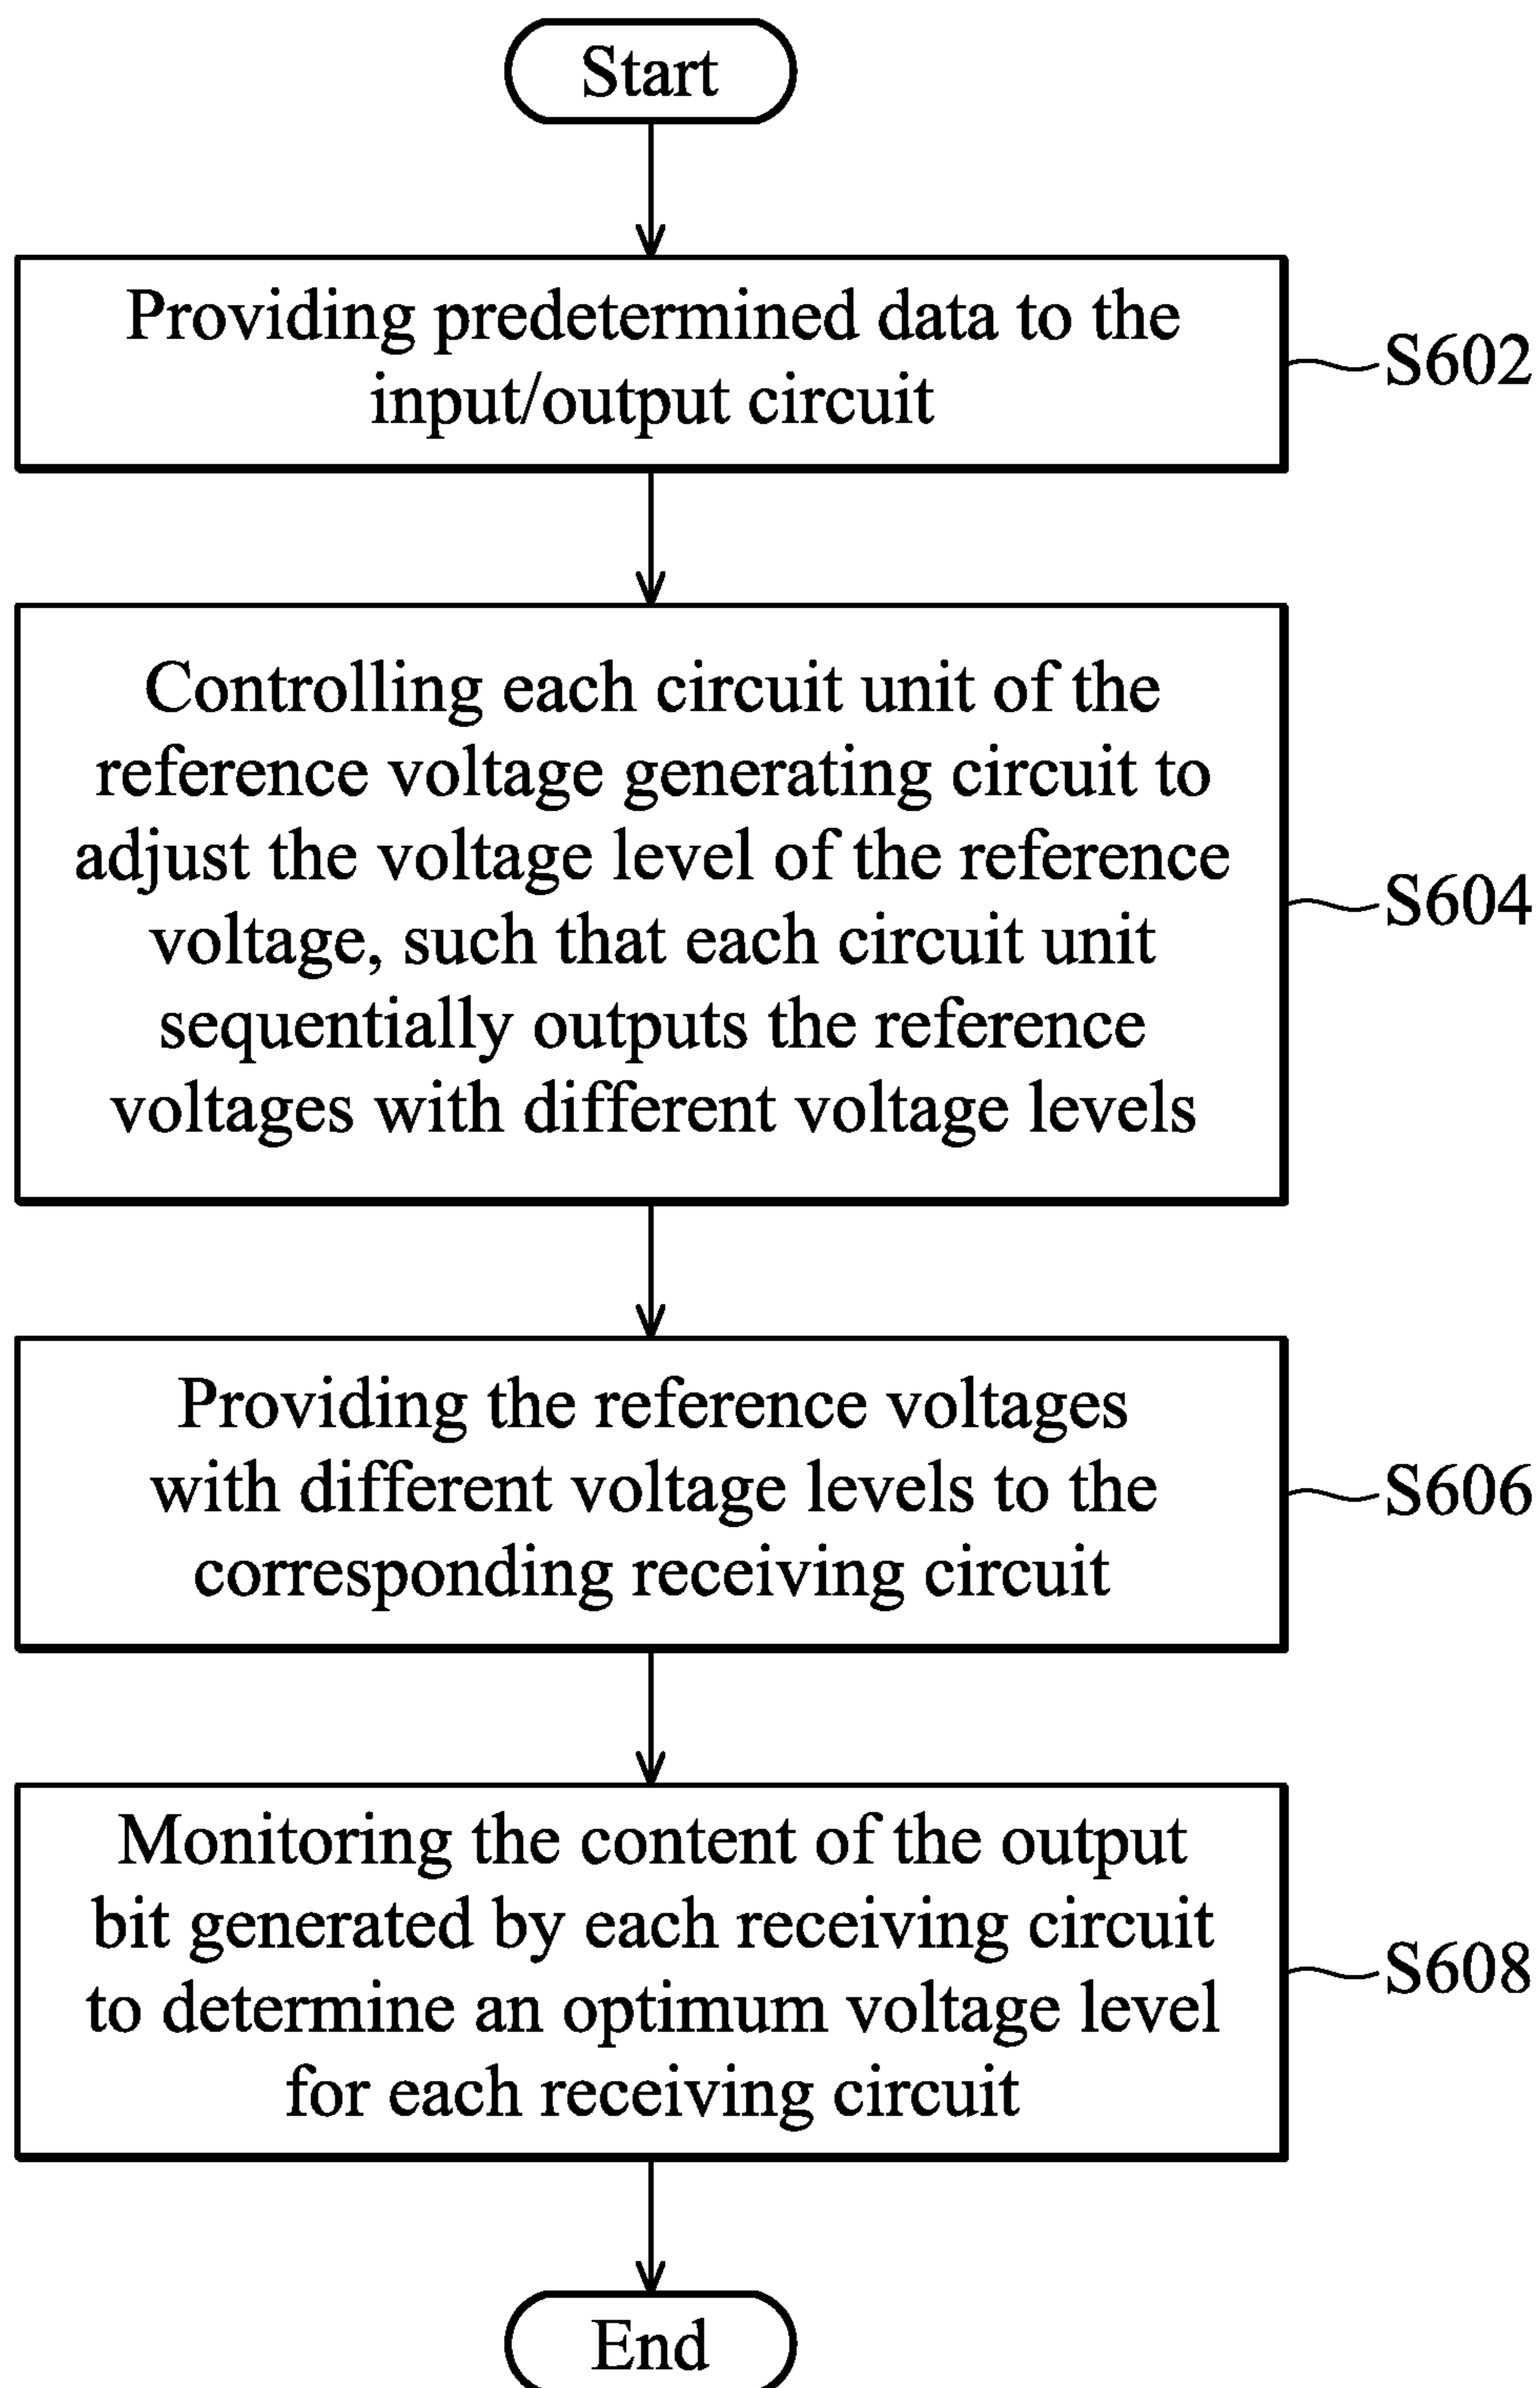 Start
Providing predetermined data to the
input/output circuit
S602
Controlling each circuit unit of the
reference voltage generating circuit to
adjust the voltage level of the reference
voltage, such that each circuit unit
sequentially outputs the reference
voltages with different voltage levels
S604
Providing the reference voltages
with different voltage levels to the
corresponding receiving circuit
S606
Monitoring the content of the output
bit generated by each receiving circuit
to determine an optimum voltage level
for each receiving circuit
S608
End